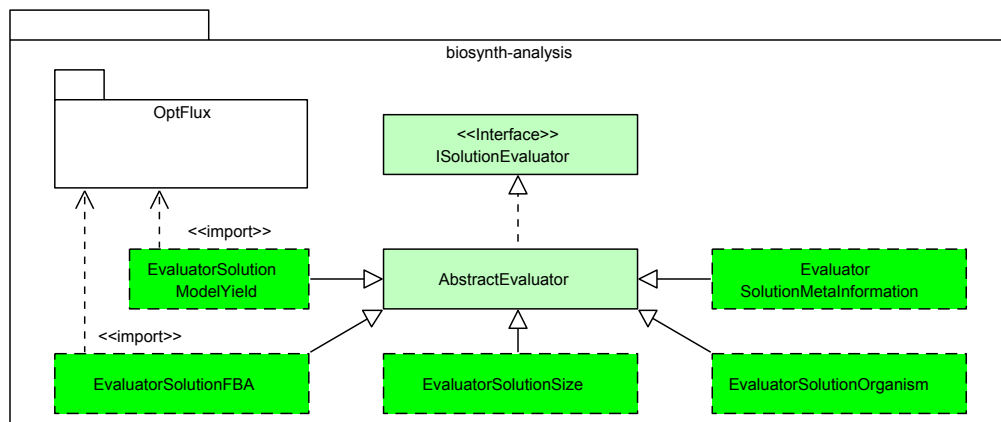 biosynth-analysis
OptFlux
<<Interface>>
ISolutionEvaluator
<<import>>
EvaluatorSolution
ModelYield
AbstractEvaluator
Evaluator
SolutionMetaInformation
<<import>>
EvaluatorSolutionFBA
EvaluatorSolutionSize
EvaluatorSolutionOrganism